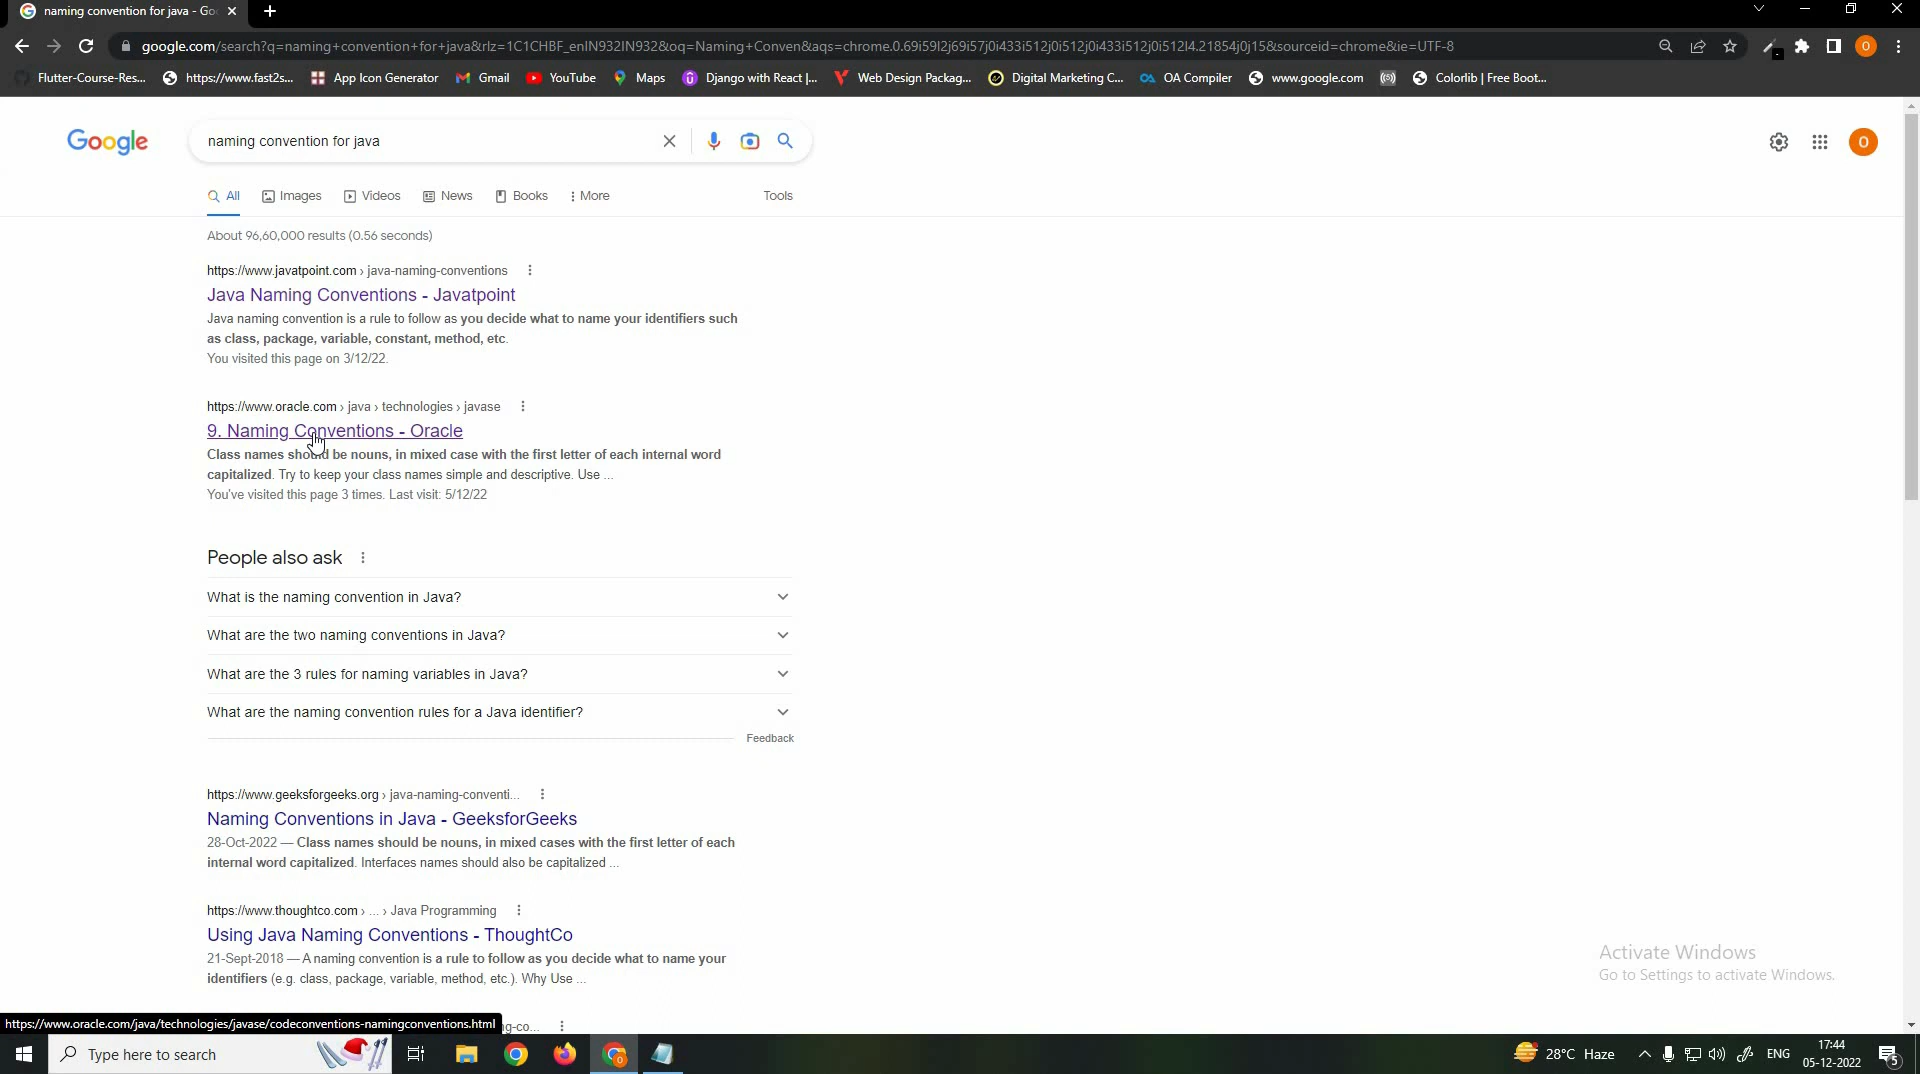 naming convention for java - Go
google.com/search?q=naming+convention+for+java&rlz=1C1CHBF_enIN932IN932&oq=Naming+Conven&aqs=chrome.0.69i59l2j69i57j0i433i512j0i512j0i433i512j0i512l4.21854j0j15&sourceid=chrome&ie=UTF-8
O
Flutter-Course-Res...
https://www.fast2s...
App Icon Generator
Gmail
YouTube
Maps
Django with React |...
Web Design Packag...
Digital Marketing C...
OA Compiler
www.google.com
Colorlib | Free Boot...
Google
naming convention for java
O
All
Images
Videos
News
Books
More
Tools
About 96,60,000 results (0.56 seconds)
https://www.javatpoint.com › java-naming-conventions
Java Naming Conventions - Javatpoint
Java naming convention is a rule to follow as you decide what to name your identifiers such
as class, package, variable, constant, method, etc.
You visited this page on 3/12/22.
https://www.oracle.com › java › technologies › javase
9. Naming Conventions - Oracle
Class names should be nouns, in mixed case with the first letter of each internal word
capitalized. Try to keep your class names simple and descriptive. Use ...
You've visited this page 3 times. Last visit: 5/12/22
People also ask
What is the naming convention in Java?
What are the two naming conventions in Java?
What are the 3 rules for naming variables in Java?
What are the naming convention rules for a Java identifier?
Feedback
https://www.geeksforgeeks.org › java-naming-conventi...
Naming Conventions in Java - GeeksforGeeks
28-Oct-2022 — Class names should be nouns, in mixed cases with the first letter of each
internal word capitalized. Interfaces names should also be capitalized ...
https://www.thoughtco.com › ... › Java Programming
Using Java Naming Conventions - ThoughtCo
21-Sept-2018 — A naming convention is a rule to follow as you decide what to name your
identifiers (e.g. class, package, variable, method, etc.). Why Use ...
Activate Windows
Go to Settings to activate Windows.
https://www.oracle.com/java/technologies/javase/codeconventions-namingconventions.html
g-co...
Type here to search
28°C Haze
ENG
17:44
05-12-2022
5